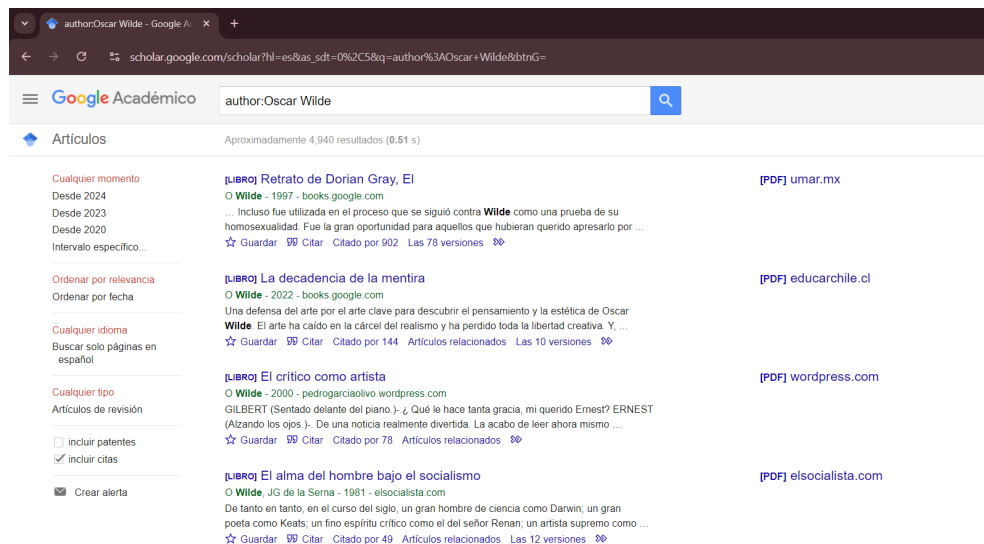 author:Oscar Wilde - Google Ac
scholar.google.com/scholar?hl=es&as_sdt=0%2C5&q=author%3AOscar+Wilde&btnG=
Google Académico
author:Oscar Wilde
Artículos
Aproximadamente 4,940 resultados (0.51 s)
Cualquier momento
Desde 2024
Desde 2023
Desde 2020
Intervalo específico...
Ordenar por relevancia
Ordenar por fecha
Cualquier idioma
Buscar solo páginas en
español
Cualquier tipo
Artículos de revisión
incluir patentes
incluir citas
Crear alerta
[LIBRO] Retrato de Dorian Gray, El
O Wilde - 1997 - books.google.com
… Incluso fue utilizada en el proceso que se siguió contra Wilde como una prueba de su
homosexualidad. Fue la gran oportunidad para aquellos que hubieran querido apresarlo por …
Guardar Citar Citado por 902 Las 78 versiones
[PDF] umar.mx
[LIBRO] La decadencia de la mentira
O Wilde - 2022 - books.google.com
Una defensa del arte por el arte clave para descubrir el pensamiento y la estética de Oscar
Wilde. El arte ha caído en la cárcel del realismo y ha perdido toda la libertad creativa. Y, …
Guardar Citar Citado por 144 Artículos relacionados Las 10 versiones
[PDF] educarchile.cl
[LIBRO] El crítico como artista
O Wilde - 2000 - pedrogarciaolivo.wordpress.com
GILBERT (Sentado delante del piano.)-.¿ Qué le hace tanta gracia, mi querido Ernest? ERNEST
(Alzando los ojos.)-. De una noticia realmente divertida. La acabo de leer ahora mismo …
Guardar Citar Citado por 78 Artículos relacionados
[PDF] wordpress.com
[LIBRO] El alma del hombre bajo el socialismo
O Wilde, JG de la Serna - 1981 - elsocialista.com
De tanto en tanto, en el curso del siglo, un gran hombre de ciencia como Darwin; un gran
poeta como Keats; un fino espíritu crítico como el del señor Renan; un artista supremo como …
Guardar Citar Citado por 49 Artículos relacionados Las 12 versiones
[PDF] elsocialista.com